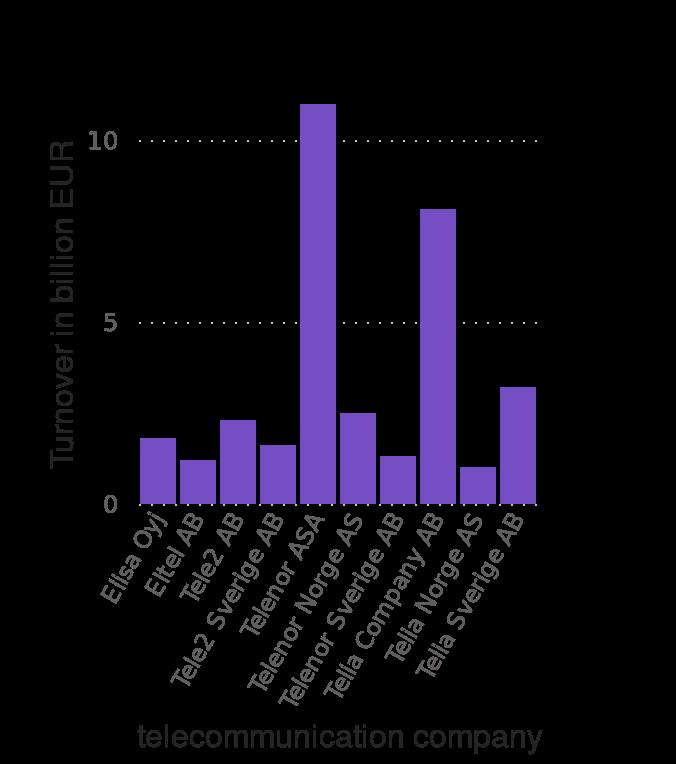 Turnover in billion EUR
10
5
0
Elisa Oyj
Eltel AB
Tele2 AB
Tele2 Sverige AB
Telenor ASA
Telenor Norge AS
Telenor Sverige AB
Telia Company AB
Telia Norge AS
Telia Sverige AB
telecommunication company